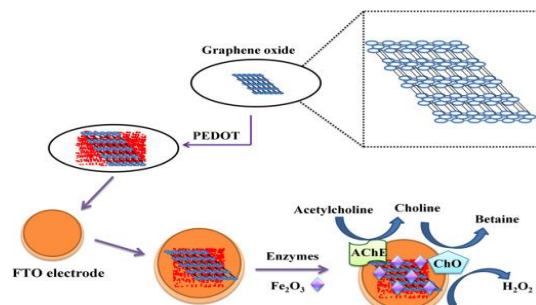 Graphene oxide
PEDOT
Acetylcholine
Choline
Betaine
Enzymes
AChE
ChO
FTO electrode
Fe₂O₃
H₂O₂